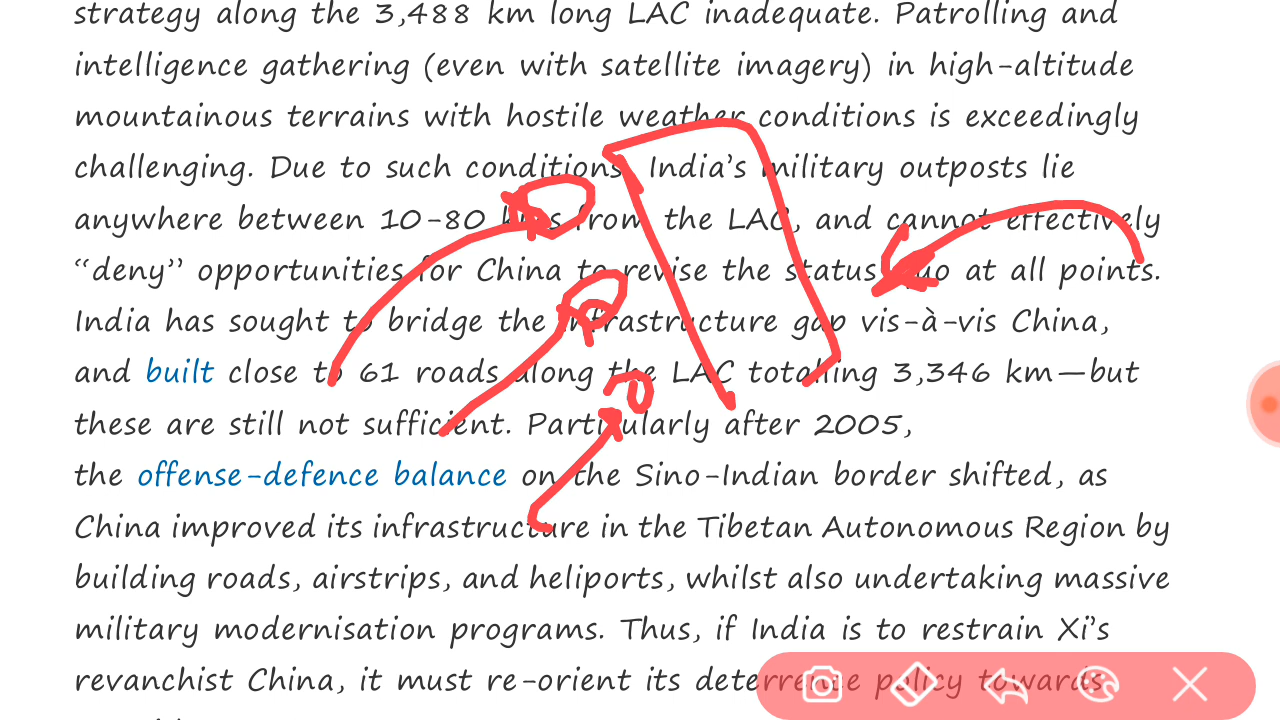 strategy along the 3,488 km long LAC inadequate. Patrolling and
intelligence gathering (even with satellite imagery) in high-altitude
mountainous terrains with hostile weather conditions is exceedingly
challenging. Due to such conditions, India's military outposts lie
anywhere between 10-80 kms from the LAC, and cannot effectively
“deny” opportunities for China to revise the status quo at all points.
India has sought to bridge the infrastructure gap vis-à-vis China,
and built close to 61 roads along the LAC totalling 3,346 km—but
these are still not sufficient. Particularly after 2005,
the offense-defence balance on the Sino-Indian border shifted, as
China improved its infrastructure in the Tibetan Autonomous Region by
building roads, airstrips, and heliports, whilst also undertaking massive
military modernisation programs. Thus, if India is to restrain Xi's
revanchist China, it must re-orient its deterrence policy towards